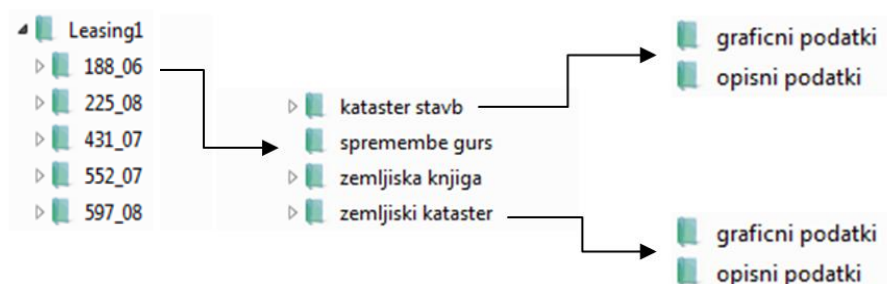 Leasing1
188_06
225_08
431_07
552_07
597_08
kataster stavb
spremembe gurs
zemljiska knjiga
zemljiski kataster
graficni podatki
opisni podatki
graficni podatki
opisni podatki